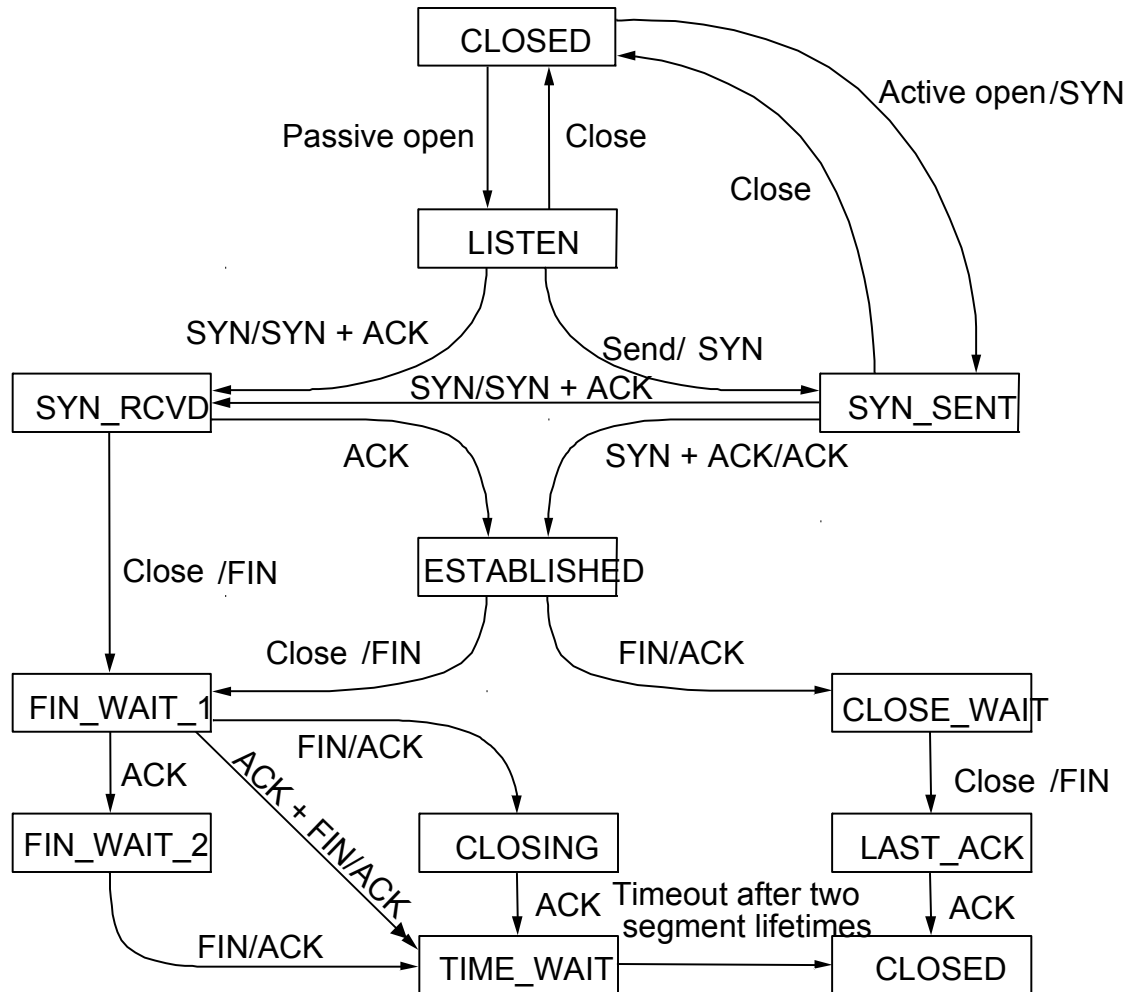 CLOSED
Active open /SYN
Passive open
Close
Close
LISTEN
SYN/SYN + ACK
Send/ SYN
SYN/SYN + ACK
SYN_RCVD
SYN_SENT
ACK
SYN + ACK/ACK
ESTABLISHED
Close /FIN
Close /FIN
FIN/ACK
FIN_WAIT_1
CLOSE_WAIT
FIN/ACK
ACK + FIN/ACK
ACK
Close /FIN
FIN_WAIT_2
CLOSING
LAST_ACK
ACK
Timeout after two
segment lifetimes
ACK
FIN/ACK
TIME_WAIT
CLOSED